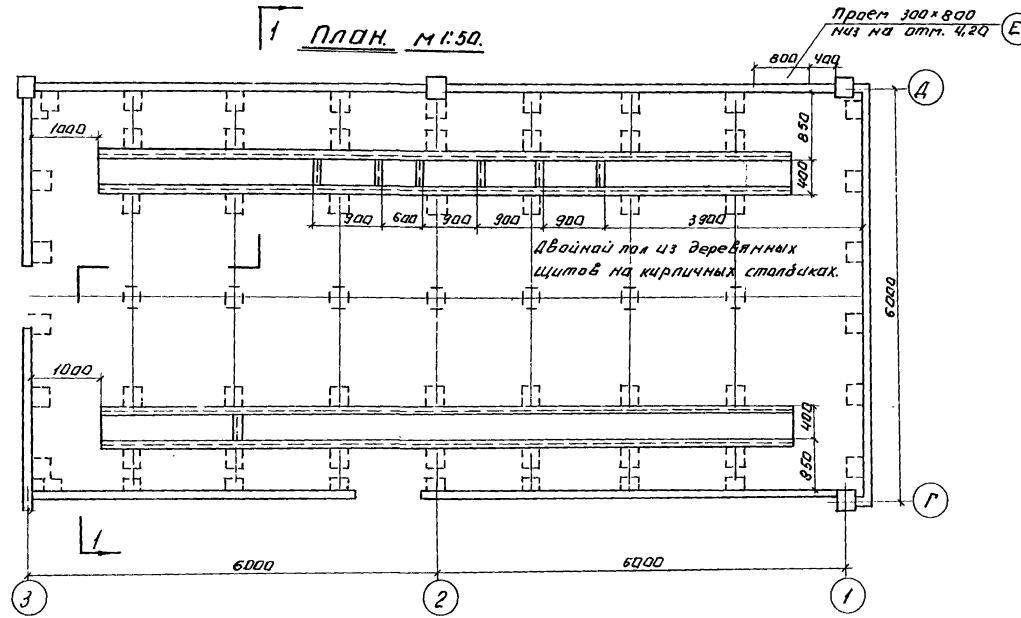 1
План. м 1:50.
Проем 300×800
низ на отм. 4,20
Е
800
400
Д
1000
850
400
900
600
900
900
900
3900
Двойной пол из деревянных
щитов на кирпичных столбиках.
6000
1000
400
850
Г
1
6000
6000
3
2
1